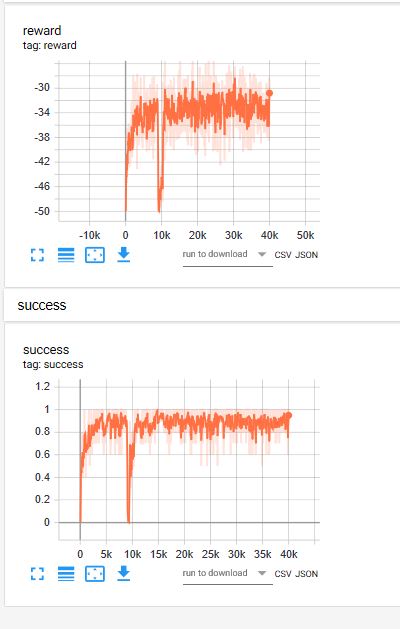 reward
tag: reward
-30
-34
-38
-42
-46
-50
-10k 0 10k 20k 30k 40k 50k
run to download CSV JSON
success
success
tag: success
1.2
1
0.8
0.6
0.4
0.2
0
0 5k 10k 15k 20k 25k 30k 35k 40k
run to download CSV JSON